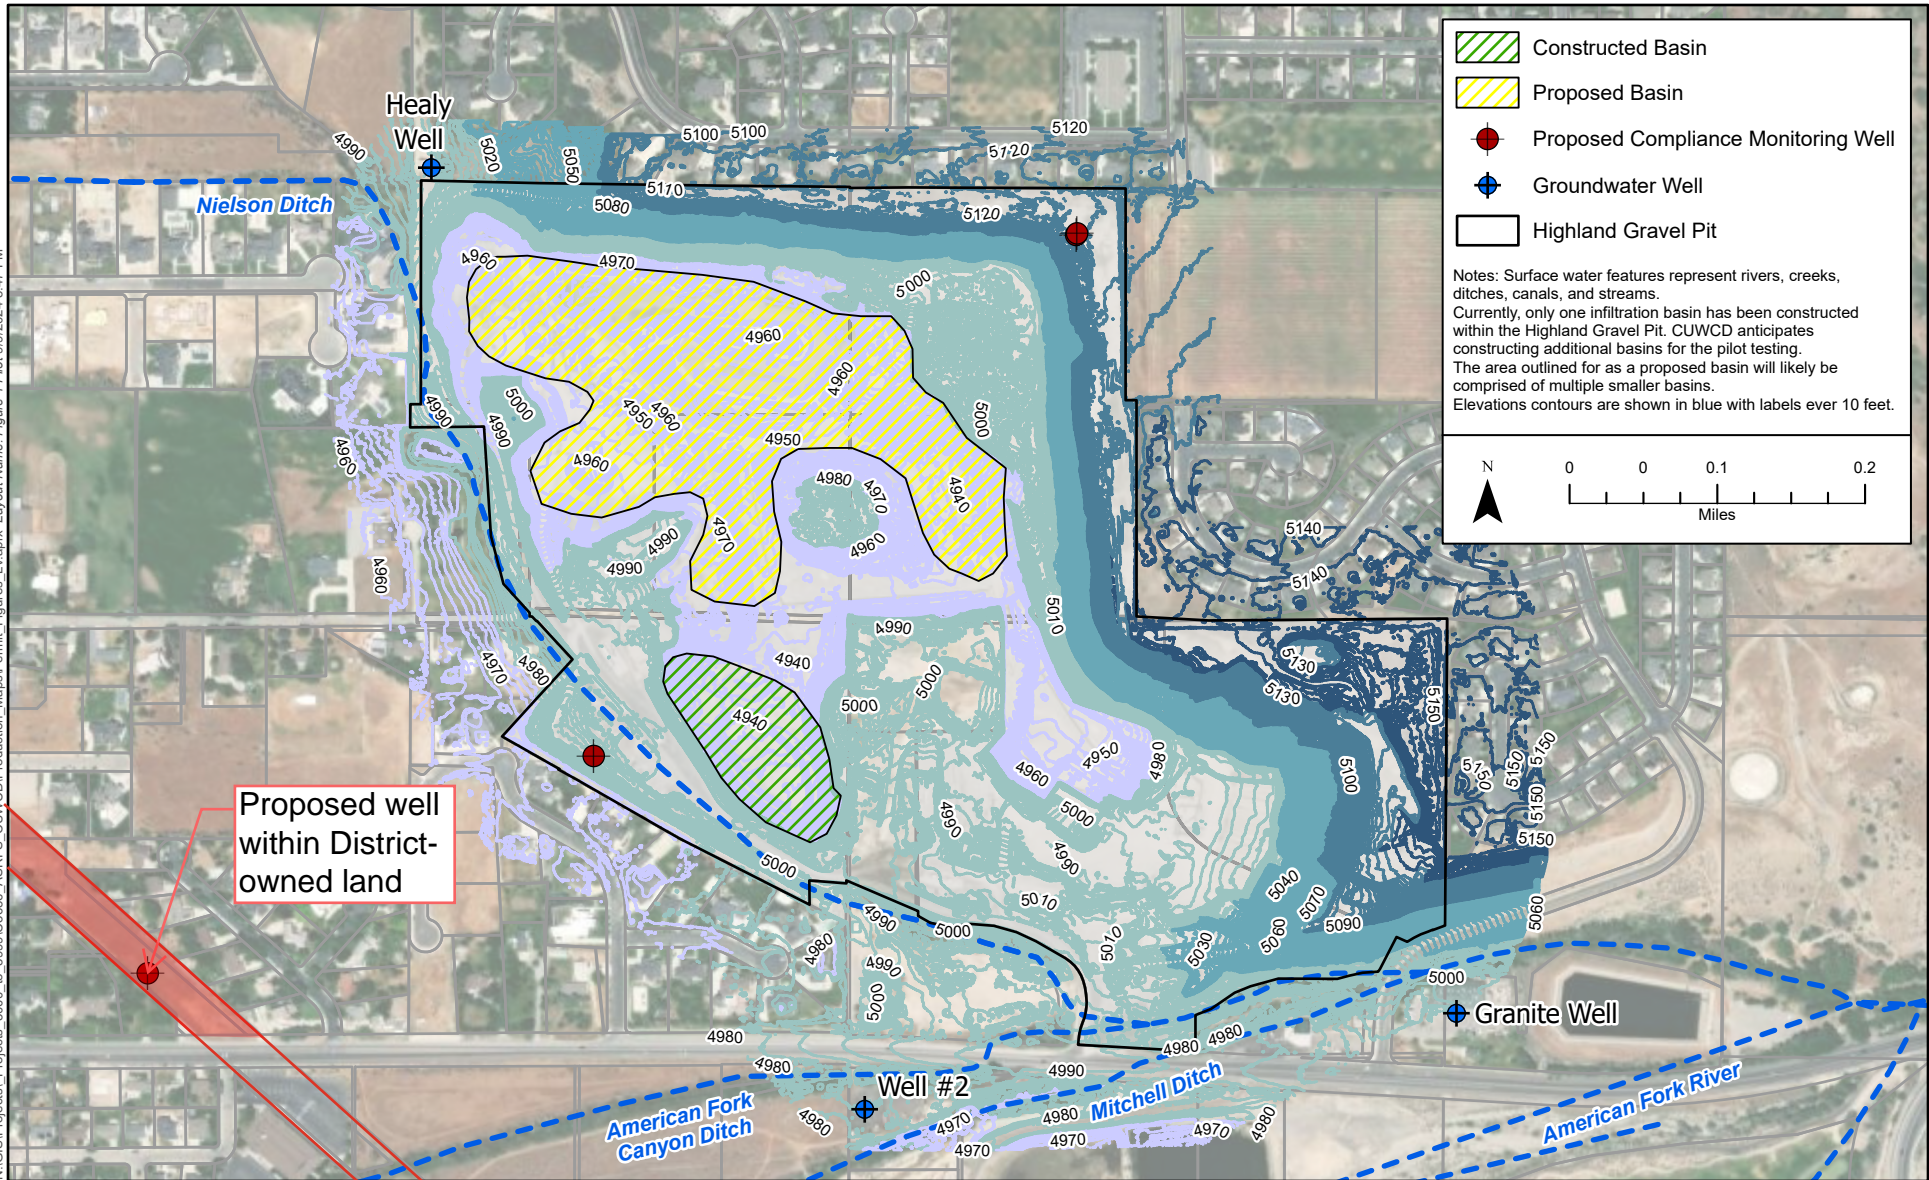 Constructed Basin
Proposed Basin
Proposed Compliance Monitoring Well
Groundwater Well
Highland Gravel Pit
Notes: Surface water features represent rivers, creeks,
ditches, canals, and streams.
Currently, only one infiltration basin has been constructed
within the Highland Gravel Pit. CUWCD anticipates
constructing additional basins for the pilot testing.
The area outlined for as a proposed basin will likely be
comprised of multiple smaller basins.
Elevations contours are shown in blue with labels ever 10 feet.
N
0 0 0.1 0.2
Miles
Healy
Well
Nielson Ditch
4990
5020
5050
5100 5100
5120
5120
5110
5080
5120
4960
4970
5000
4960
4960
4950
4960
4950
4960
5000
4990
4990
4960
5000
4980
4970
4960
4940
4970
4990
4990
4960
5010
5140
5140
4990
4940
4970
4980
5000
5000
4940
5130
5130
5150
5150
5150
5150
5150
5150
4960
4950
4980
5100
5000
4990
4990
Proposed well
within District-
owned land
5000
5010
5040
5070
5060
5090
5060
4990
5000
5010
5030
4980
4990
5000
5000
Granite Well
4980
4980
4980
4980
4990
Well #2
American Fork
Canyon Ditch
Mitchell Ditch
American Fork River
4980
4970
4980
4970
4970
4970
4980